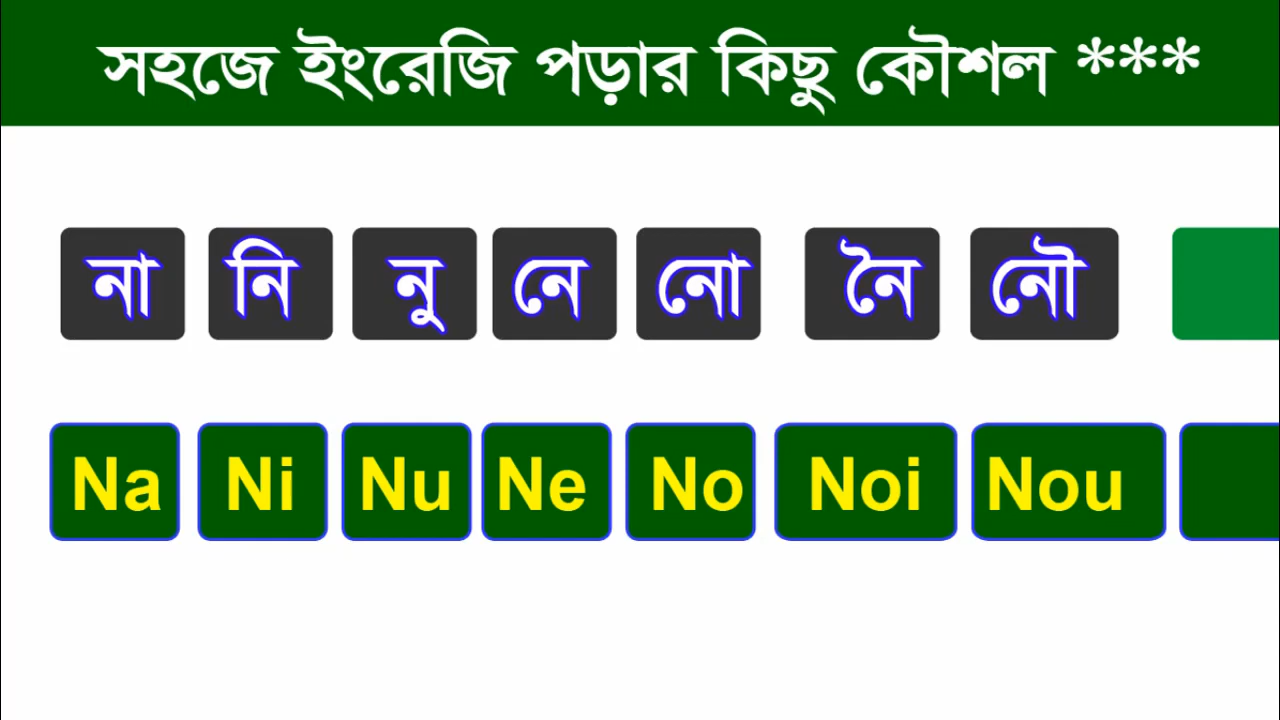 সহজে ইংরেজি পড়ার কিছু কৌশল ***
না নি নু নে নো নৈ নৌ
Na Ni Nu Ne No Noi Nou